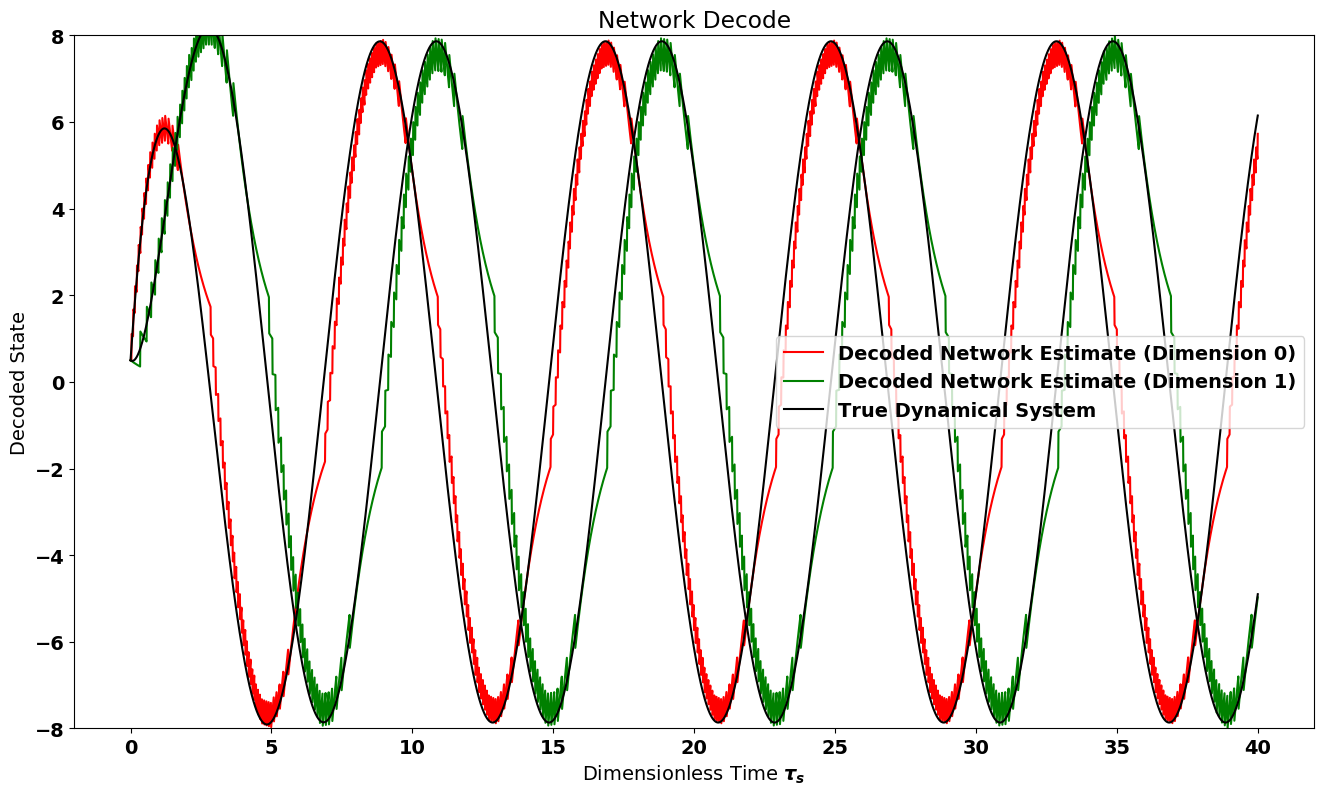 Network Decode
Decoded State
8
6
4
2
0
−2
−4
−6
−8
Decoded Network Estimate (Dimension 0)
Decoded Network Estimate (Dimension 1)
True Dynamical System
0 5 10 15 20 25 30 35 40
Dimensionless Time τₛ